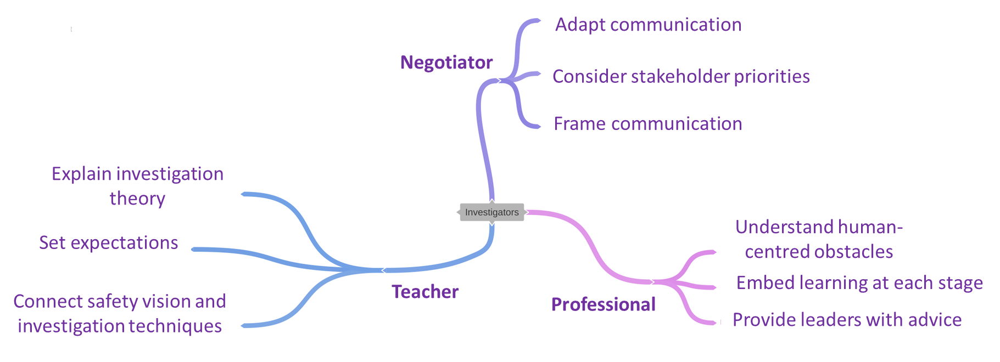 t
Adapt communication
Negotiator
Consider stakeholder priorities
Frame communication
Explain investigation
theory
Investigators
Set expectations
Understand human-
centred obstacles
Teacher
Embed learning at each stage
Connect safety vision and
investigation techniques
Professional
Provide leaders with advice